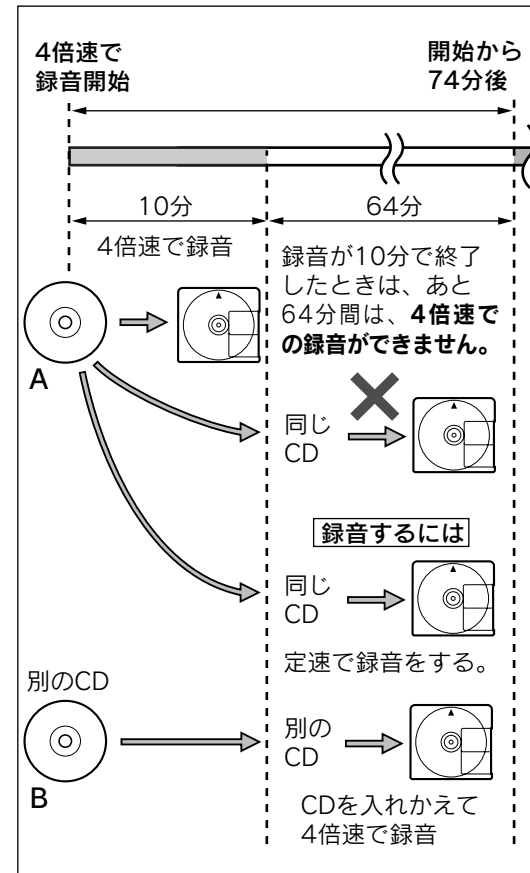 4倍速で
録音開始
開始から
74分後
10分
64分
4倍速で録音
録音が10分で終了
したときは、あと
64分間は、4倍速で
の録音ができません。
A
同じ
CD
録音するには
同じ
CD
定速で録音をする。
別のCD
B
別の
CD
CDを入れかえて
4倍速で録音